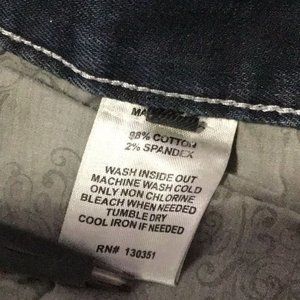 MA
98% COTTON
2% SPANDEX
WASH INSIDE OUT
MACHINE WASH COLD
ONLY NON CHLORINE
BLEACH WHEN NEEDED
TUMBLE DRY
COOL IRON IF NEEDED
RN# 130351